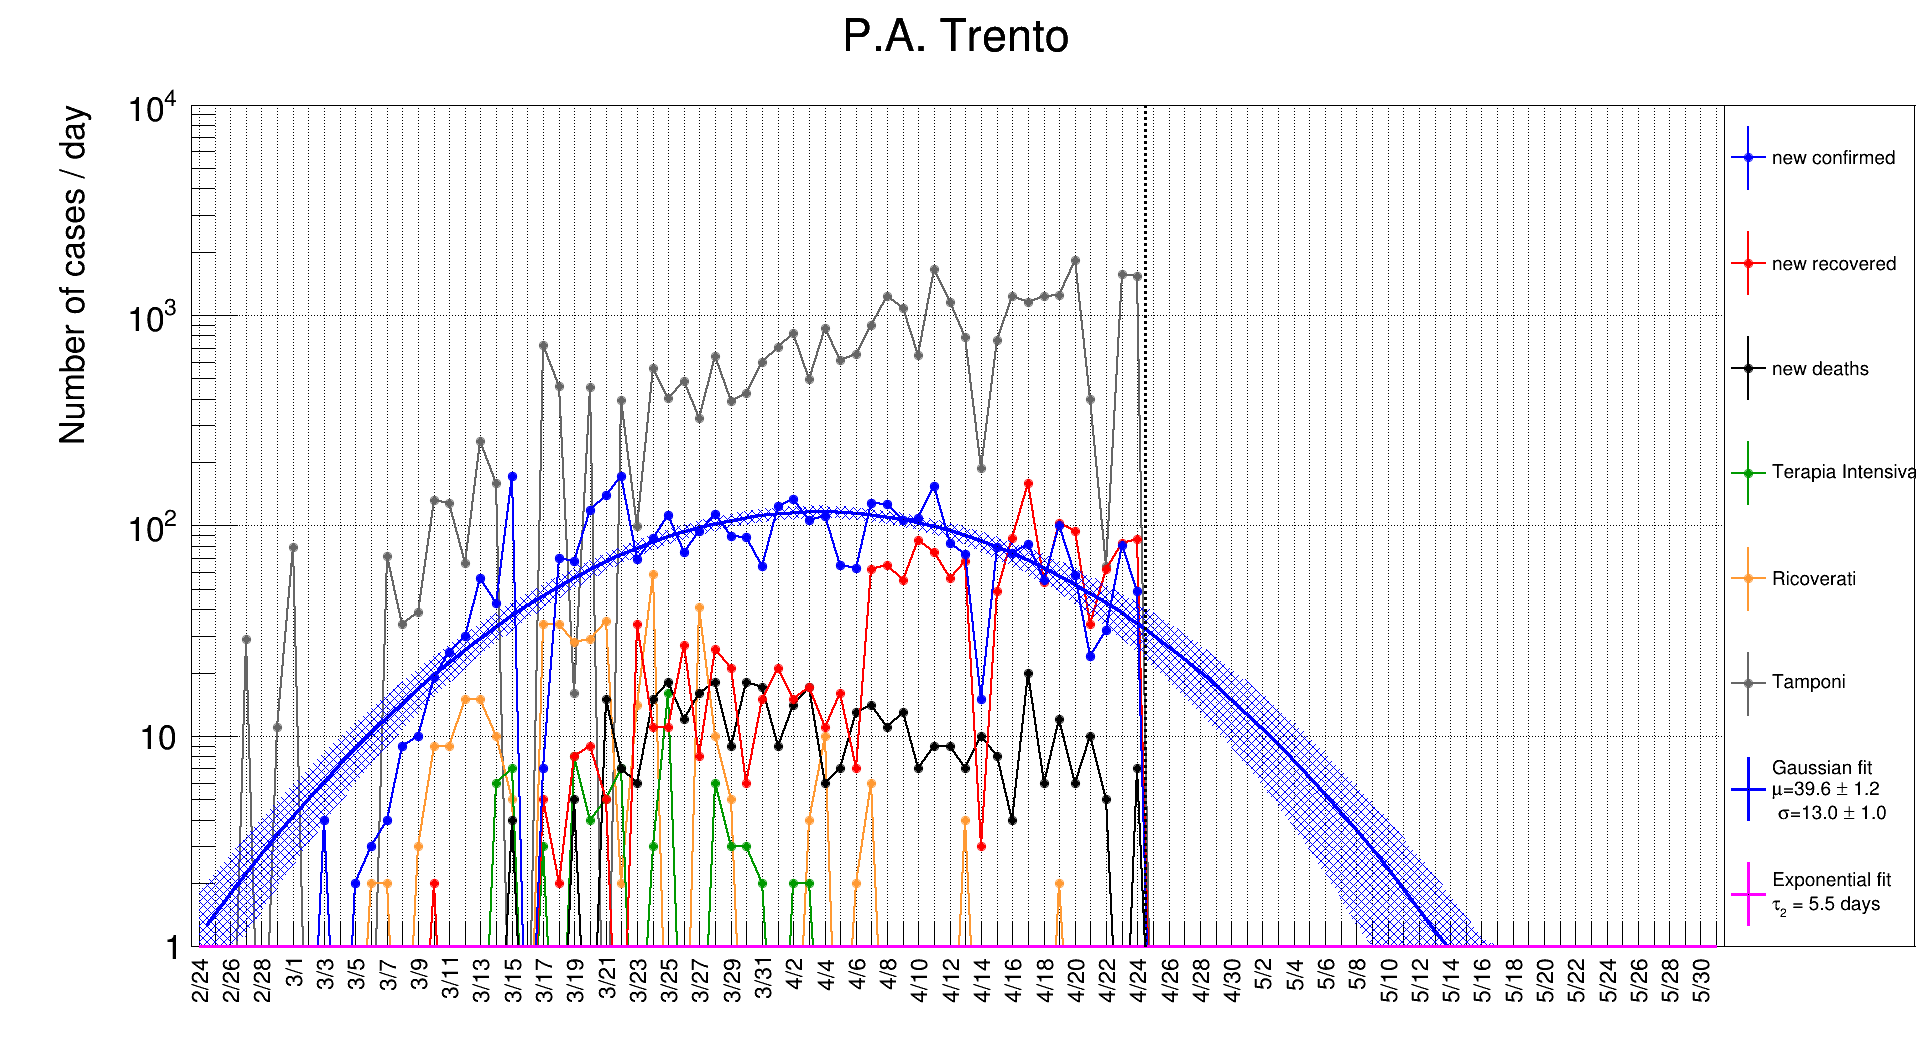 P.A. Trento
Number of cases / day
10⁴
10³
10²
10
1
2/24 2/26 2/28 3/1 3/3 3/5 3/7 3/9 3/11 3/13 3/15 3/17 3/19 3/21 3/23 3/25 3/27 3/29 3/31 4/2 4/4 4/6 4/8 4/10 4/12 4/14 4/16 4/18 4/20 4/22 4/24 4/26 4/28 4/30 5/2 5/4 5/6 5/8 5/10 5/12 5/14 5/16 5/18 5/20 5/22 5/24 5/26 5/28 5/30
new confirmed
new recovered
new deaths
Terapia Intensiva
Ricoverati
Tamponi
Gaussian fit
μ=39.6 ± 1.2
σ=13.0 ± 1.0
Exponential fit
τ₂ = 5.5 days